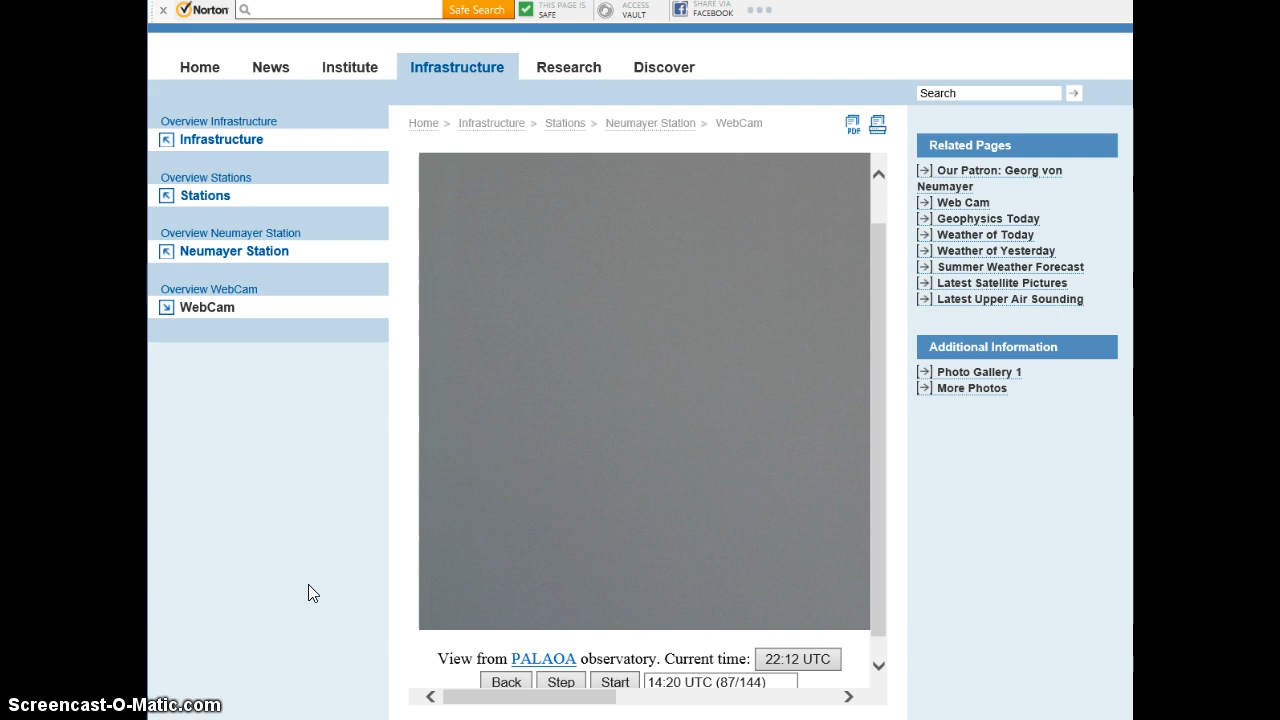 Norton
Safe Search
THIS PAGE IS
SAFE
ACCESS
VAULT
SHARE VIA
FACEBOOK
Home
News
Institute
Infrastructure
Research
Discover
Search
Overview Infrastructure
Infrastructure
Overview Stations
Stations
Overview Neumayer Station
Neumayer Station
Overview WebCam
WebCam
Home > Infrastructure > Stations > Neumayer Station > WebCam
PDF
View from PALAOA observatory. Current time: 22:12 UTC
Back Step Start 14:20 UTC (87/144)
Related Pages
Our Patron: Georg von
Neumayer
Web Cam
Geophysics Today
Weather of Today
Weather of Yesterday
Summer Weather Forecast
Latest Satellite Pictures
Latest Upper Air Sounding
Additional Information
Photo Gallery 1
More Photos
Screencast-O-Matic.com